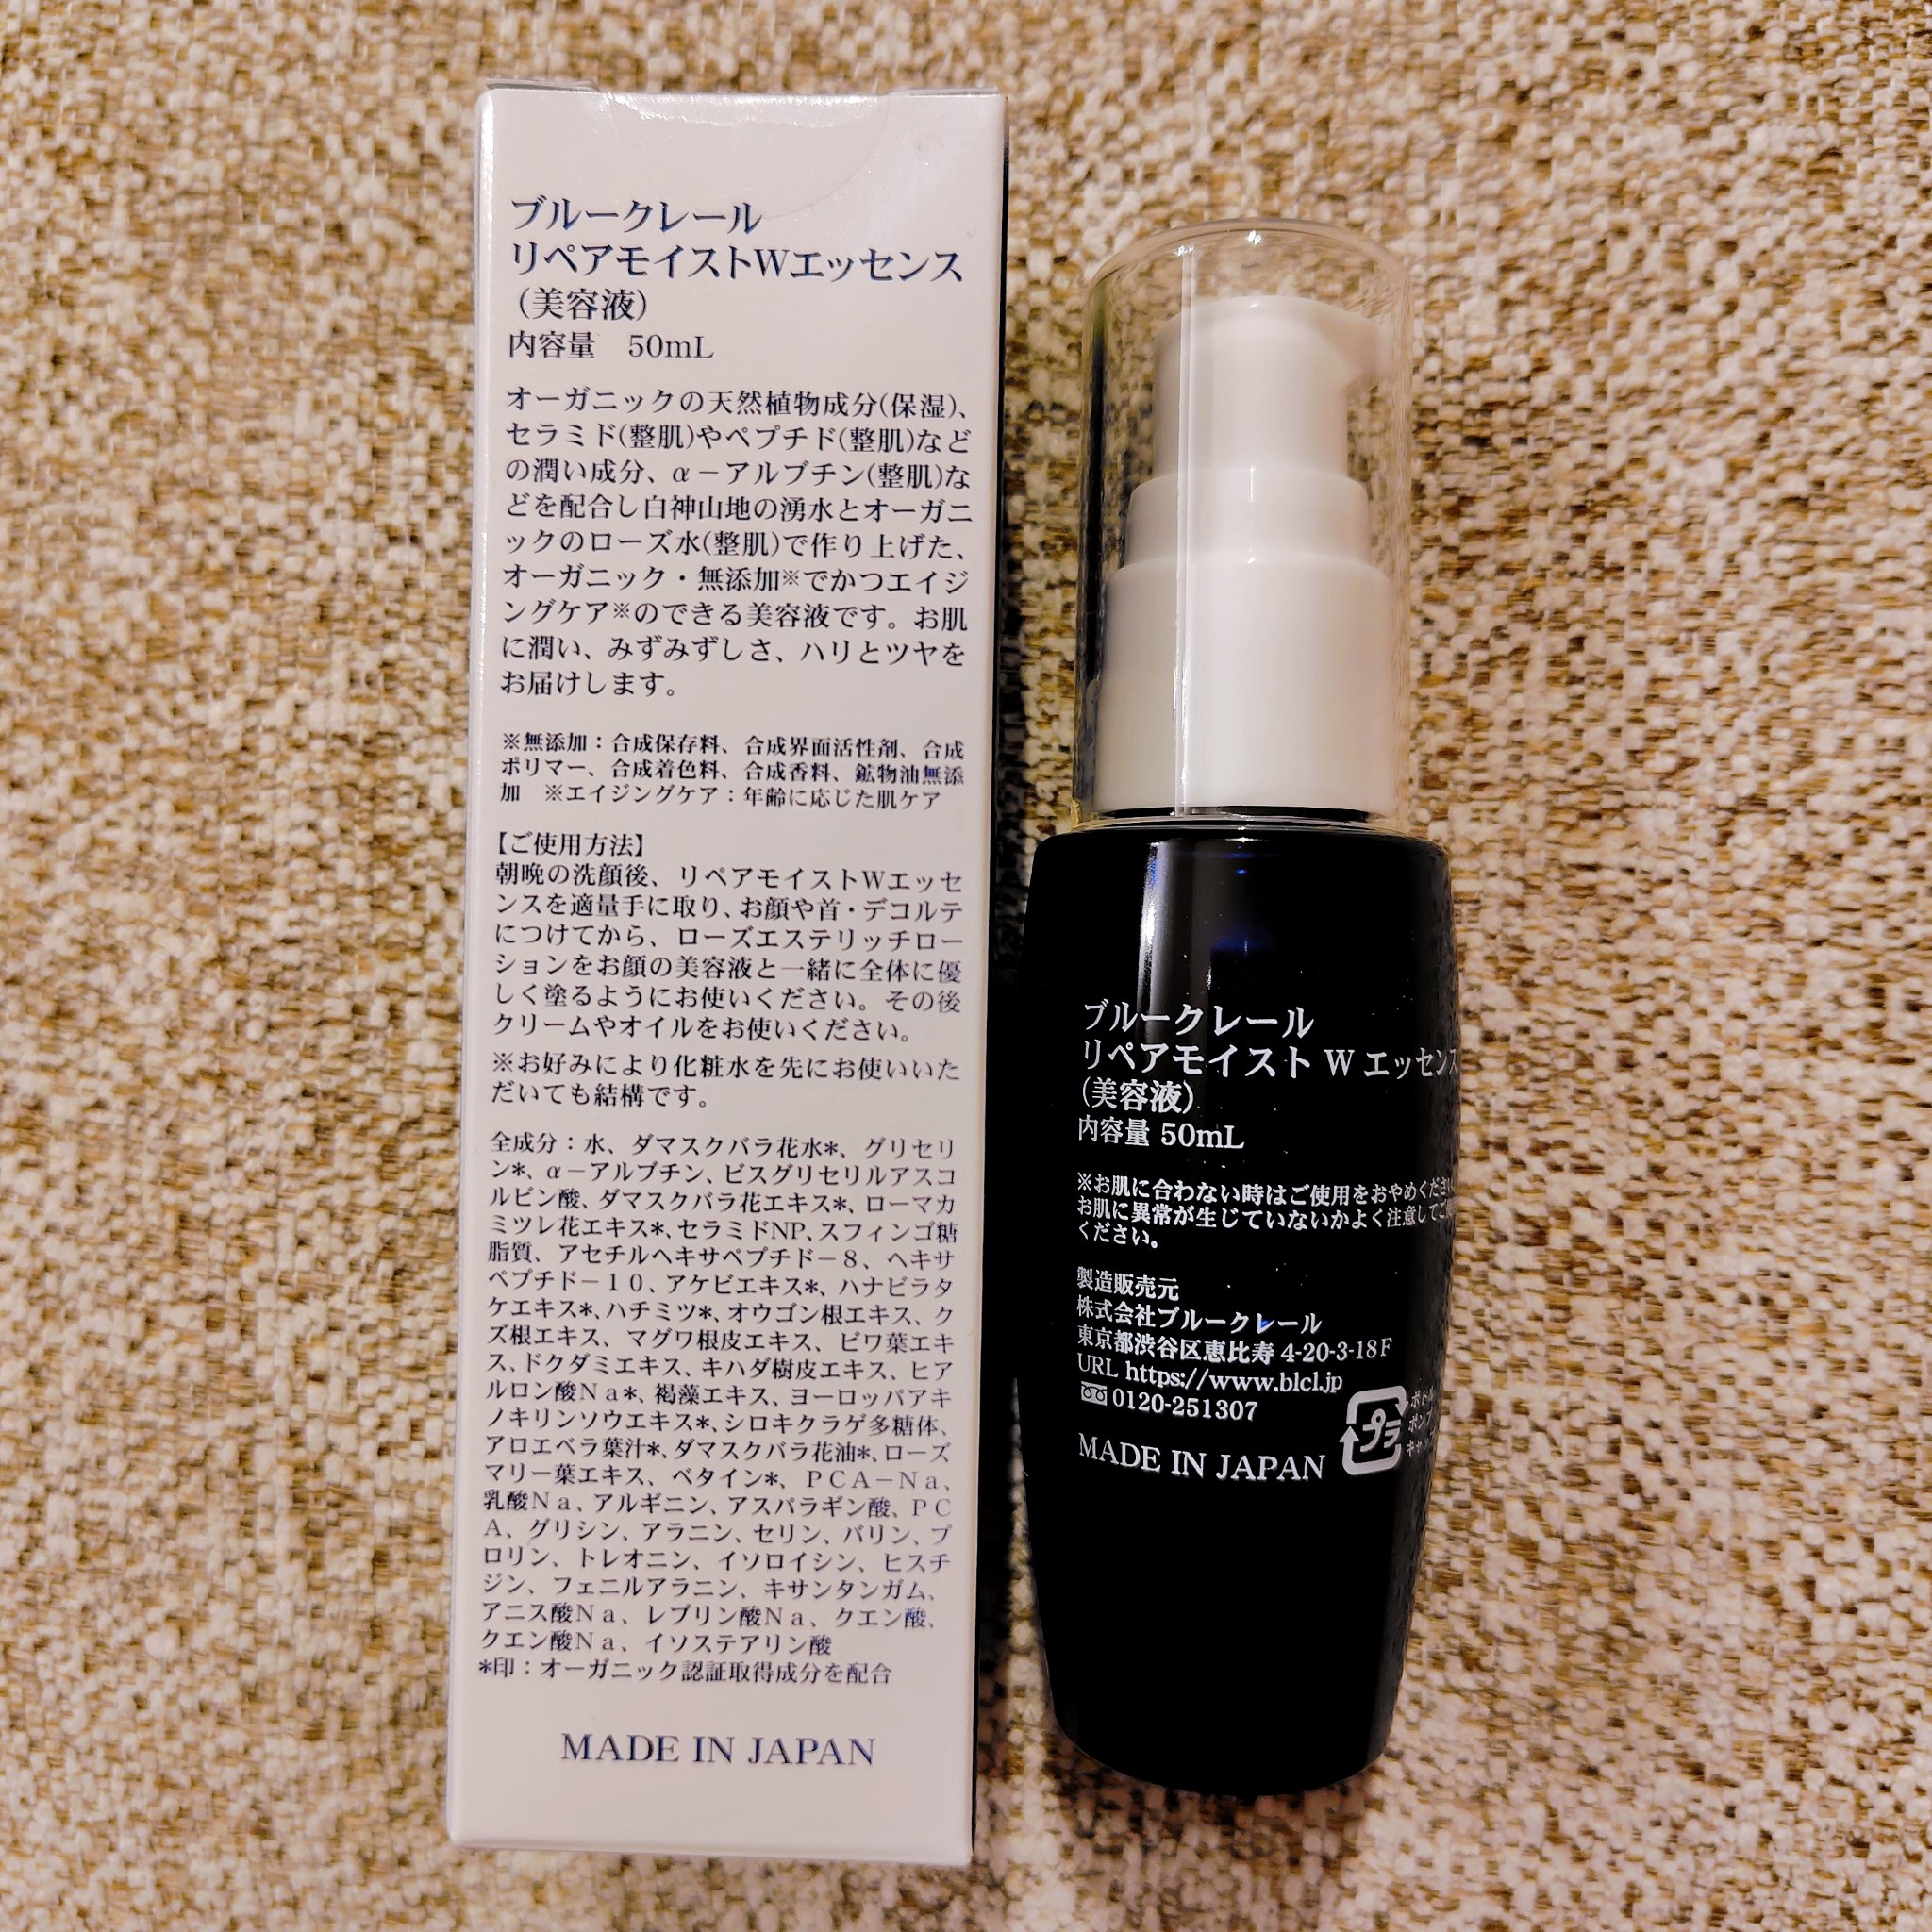 ブルークレール
リペアモイストWエッセンス
(美容液)
内容量　50mL
オーガニックの天然植物成分(保湿)、
セラミド(整肌)やペプチド(整肌)など
の潤い成分、α－アルブチン(整肌)な
どを配合し白神山地の湧水とオーガニ
ックのローズ水(整肌)で作り上げた、
オーガニック・無添加※でかつエイジ
ングケア※のできる美容液です。お肌
に潤い、みずみずしさ、ハリとツヤを
お届けします。
※無添加：合成保存料、合成界面活性剤、合成
ポリマー、合成着色料、合成香料、鉱物油無添
加　※エイジングケア：年齢に応じた肌ケア
【ご使用方法】
朝晩の洗顔後、リペアモイストWエッセ
ンスを適量手に取り、お顔や首・デコルテ
につけてから、ローズエステリッチロー
ションをお顔の美容液と一緒に全体に優
しく塗るようにお使いください。その後
クリームやオイルをお使いください。
※お好みにより化粧水を先にお使いいた
だいても結構です。
全成分：水、ダマスクバラ花水*、グリセリ
ン*、α－アルブチン、ビスグリセリルアスコ
ルビン酸、ダマスクバラ花エキス*、ローマカ
ミツレ花エキス*、セラミドNP、スフィンゴ糖
脂質、アセチルヘキサペプチド－８、ヘキサ
ペプチド－１０、アケビエキス*、ハナビラタ
ケエキス*、ハチミツ*、オウゴン根エキス、ク
ズ根エキス、マグワ根皮エキス、ビワ葉エキ
ス、ドクダミエキス、キハダ樹皮エキス、ヒア
ルロン酸Ｎａ*、褐藻エキス、ヨーロッパアキ
ノキリンソウエキス*、シロキクラゲ多糖体、
アロエベラ葉汁*、ダマスクバラ花油*、ローズ
マリー葉エキス、ベタイン*、ＰＣＡ－Ｎａ、
乳酸Ｎａ、アルギニン、アスパラギン酸、ＰＣ
Ａ、グリシン、アラニン、セリン、バリン、プ
ロリン、トレオニン、イソロイシン、ヒスチ
ジン、フェニルアラニン、キサンタンガム、
アニス酸Ｎａ、レブリン酸Ｎａ、クエン酸、
クエン酸Ｎａ、イソステアリン酸
*印：オーガニック認証取得成分を配合
MADE IN JAPAN
ブルークレール
リペアモイスト W エッセンス
(美容液)
内容量 50mL
※お肌に合わない時はご使用をおやめくださ
お肌に異常が生じていないかよく注意して
ください。
製造販売元
株式会社ブルークレール
東京都渋谷区恵比寿 4-20-3-18F
URL https://www.blcl.jp
0120-251307
MADE IN JAPAN
プラ